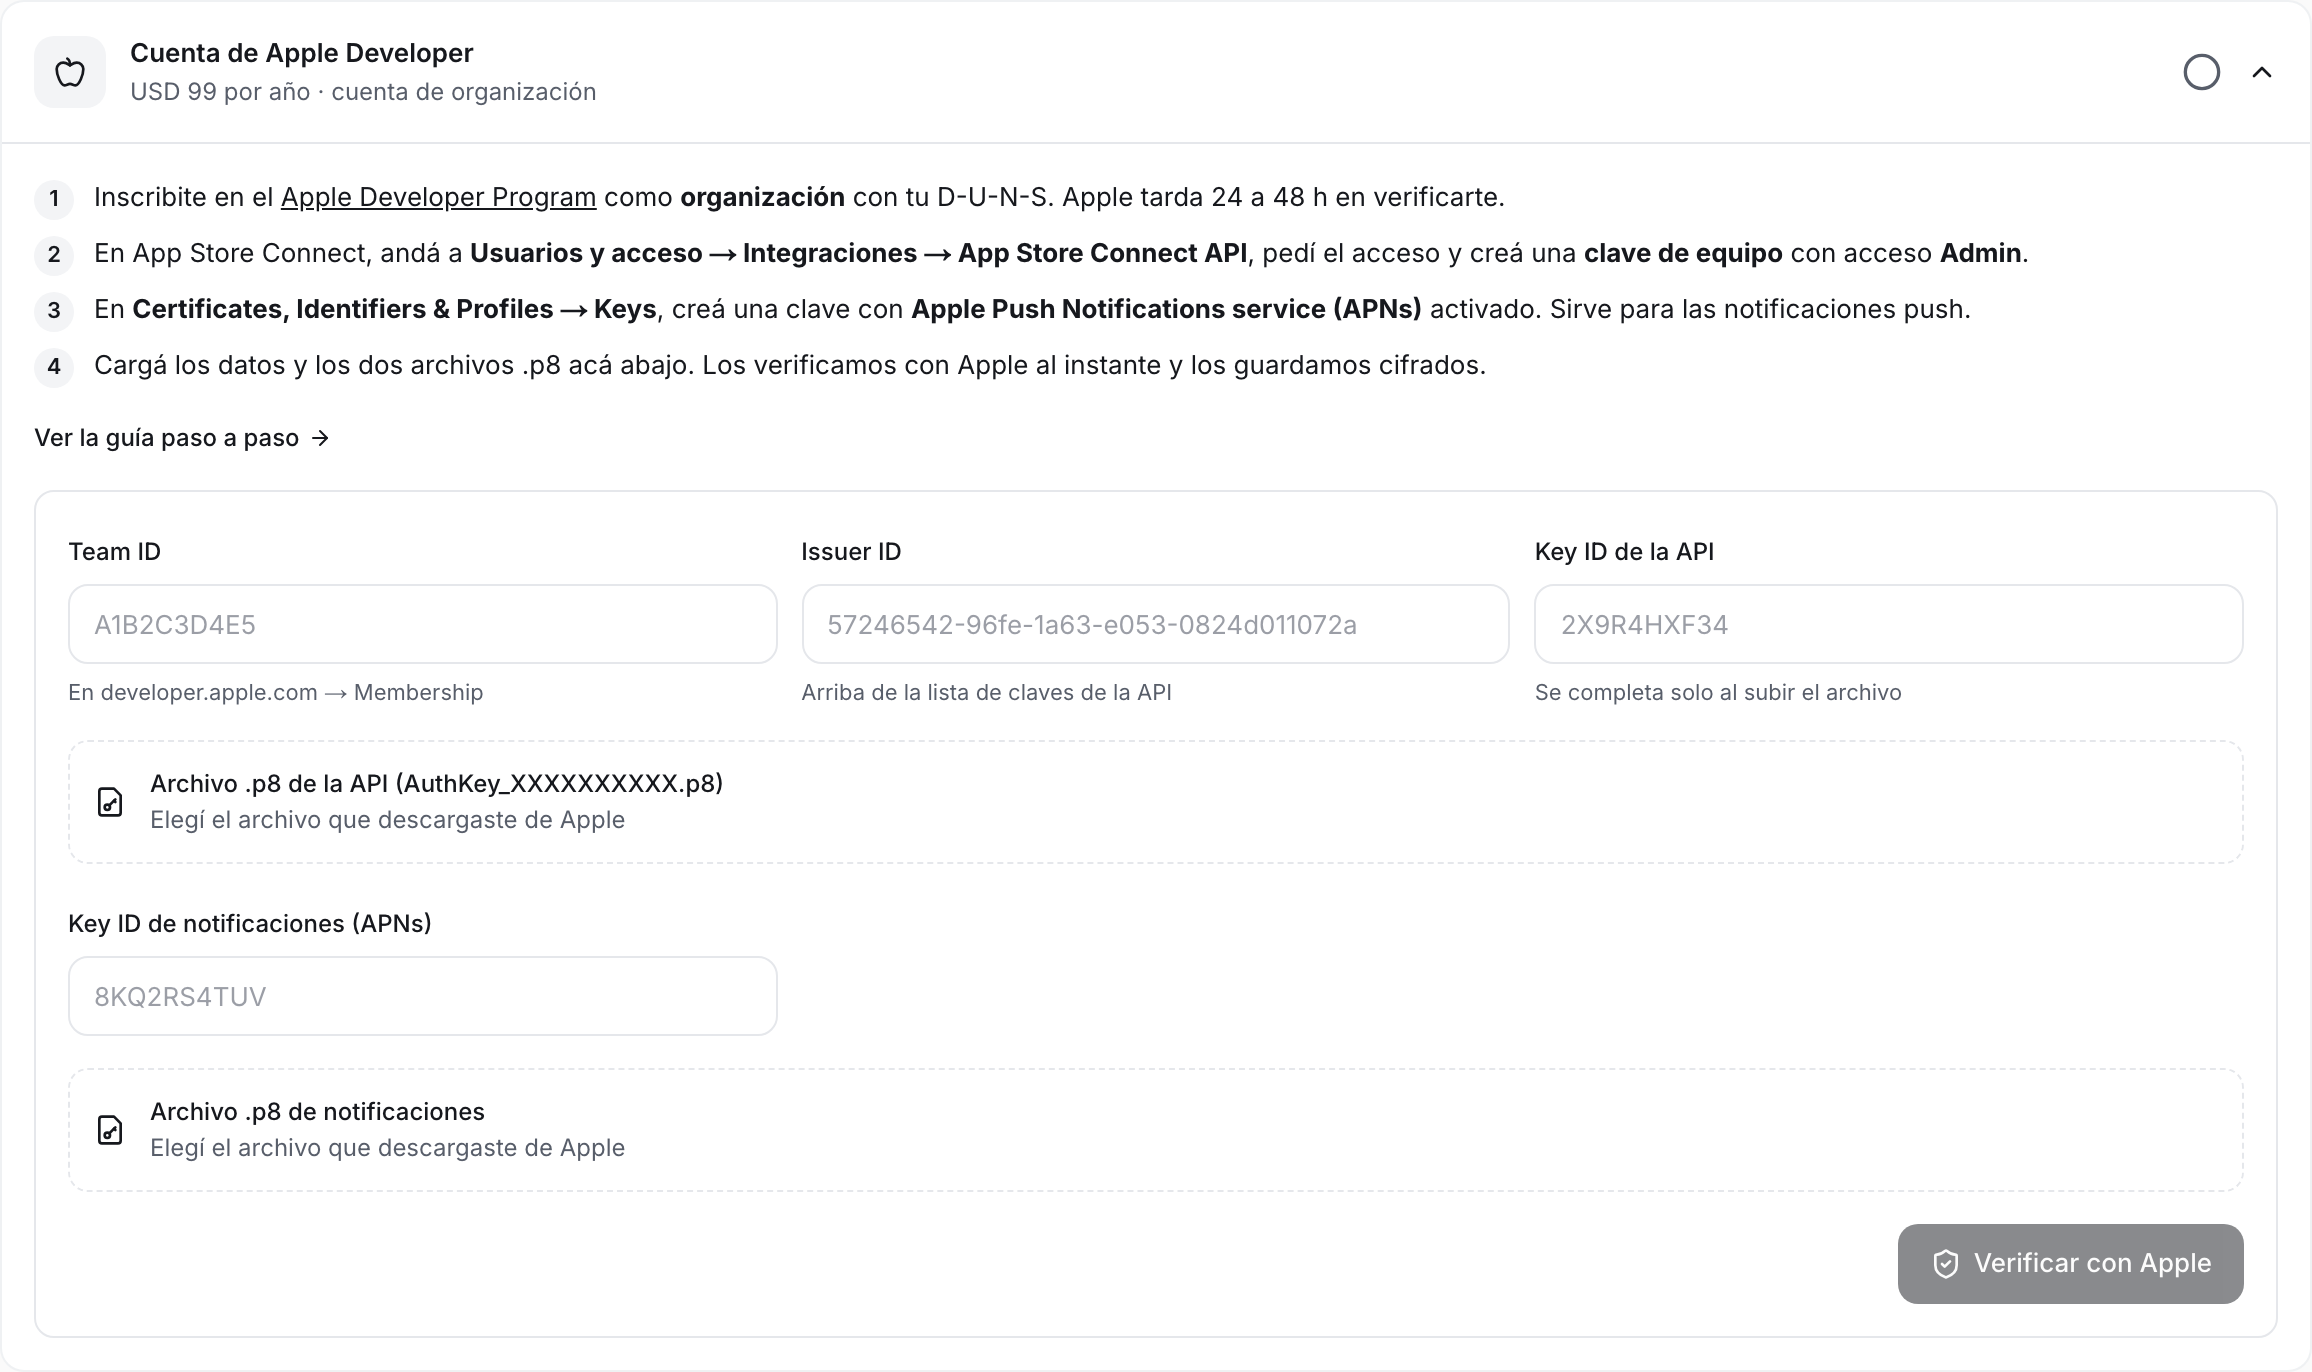 Cuenta de Apple Developer
USD 99 por año · cuenta de organización
1 Inscribite en el Apple Developer Program como organización con tu D-U-N-S. Apple tarda 24 a 48 h en verificarte.
2 En App Store Connect, andá a Usuarios y acceso → Integraciones → App Store Connect API, pedí el acceso y creá una clave de equipo con acceso Admin.
3 En Certificates, Identifiers & Profiles → Keys, creá una clave con Apple Push Notifications service (APNs) activado. Sirve para las notificaciones push.
4 Cargá los datos y los dos archivos .p8 acá abajo. Los verificamos con Apple al instante y los guardamos cifrados.
Ver la guía paso a paso →
Team ID
Issuer ID
Key ID de la API
A1B2C3D4E5
57246542-96fe-1a63-e053-0824d011072a
2X9R4HXF34
En developer.apple.com → Membership
Arriba de la lista de claves de la API
Se completa solo al subir el archivo
Archivo .p8 de la API (AuthKey_XXXXXXXXXX.p8)
Elegí el archivo que descargaste de Apple
Key ID de notificaciones (APNs)
8KQ2RS4TUV
Archivo .p8 de notificaciones
Elegí el archivo que descargaste de Apple
Verificar con Apple